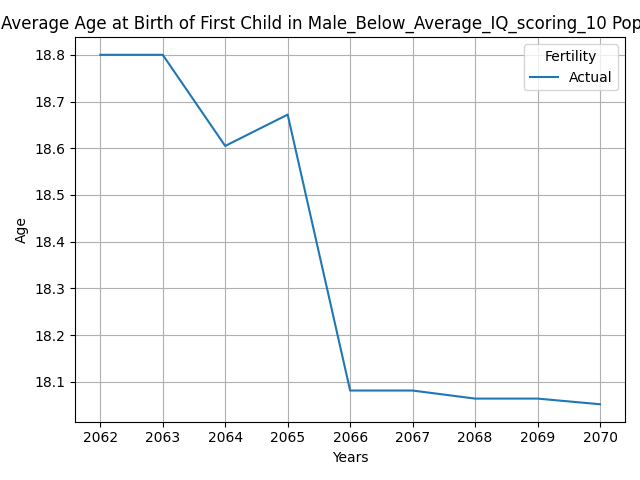 Average Age at Birth of First Child in Male_Below_Average_IQ_scoring_10 Pop
Fertility
Actual
18.8
18.7
18.6
18.5
18.4
18.3
18.2
18.1
Age
2062 2063 2064 2065 2066 2067 2068 2069 2070
Years